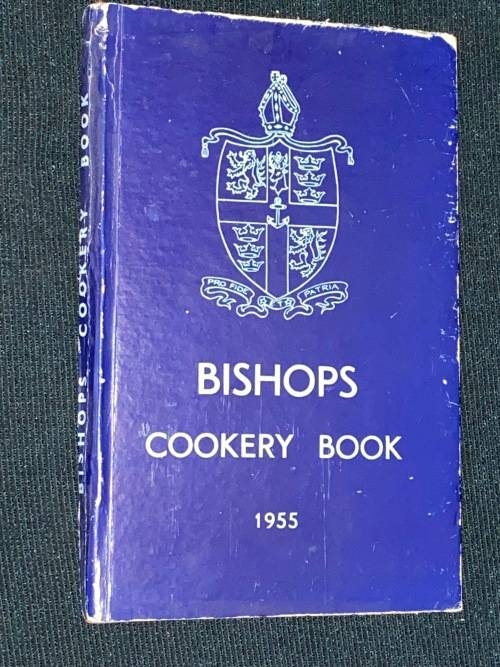 BISHOPS COOKERY BOOK
PRO FIDE ET PATRIA
BISHOPS
COOKERY BOOK
1955